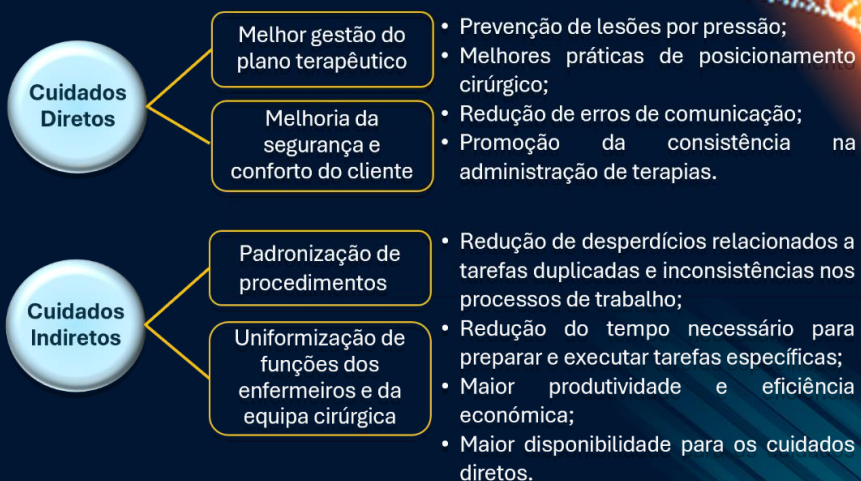 Cuidados
Diretos
Melhor gestão do
plano terapêutico
Melhoria da
segurança e
conforto do cliente
• Prevenção de lesões por pressão;
• Melhores práticas de posicionamento
cirúrgico;
• Redução de erros de comunicação;
• Promoção da consistência na
administração de terapias.
Cuidados
Indiretos
Padronização de
procedimentos
Uniformização de
funções dos
enfermeiros e da
equipa cirúrgica
• Redução de desperdícios relacionados a
tarefas duplicadas e inconsistências nos
processos de trabalho;
• Redução do tempo necessário para
preparar e executar tarefas específicas;
• Maior produtividade e eficiência
económica;
• Maior disponibilidade para os cuidados
diretos.